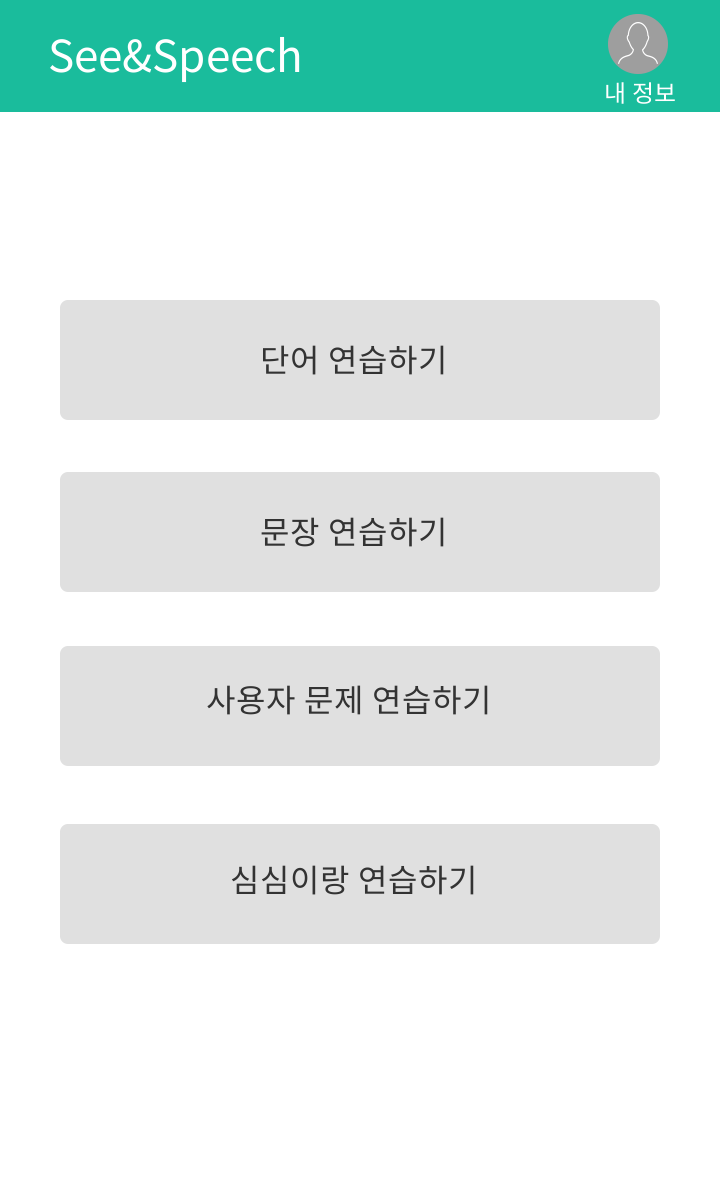 See&Speech
내 정보
단어 연습하기
문장 연습하기
사용자 문제 연습하기
심심이랑 연습하기